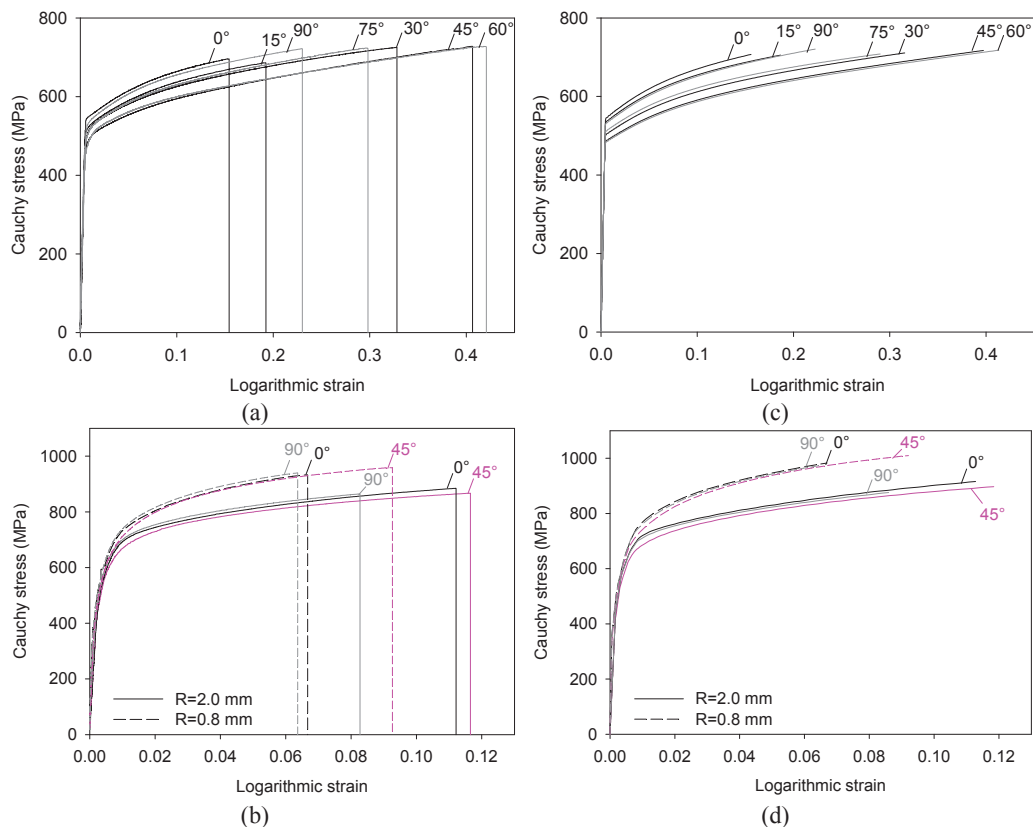 800
600
400
200
0
Cauchy stress (MPa)
0° 15° 90° 75° 30° 45° 60°
0.0 0.1 0.2 0.3 0.4
Logarithmic strain
(a)
800
600
400
200
0
Cauchy stress (MPa)
0° 15° 90° 75° 30° 45° 60°
0.0 0.1 0.2 0.3 0.4
Logarithmic strain
(c)
1000
800
600
400
200
0
Cauchy stress (MPa)
90° 0° 45° 0°
90° 45°
R=2.0 mm
R=0.8 mm
0.00 0.02 0.04 0.06 0.08 0.10 0.12
Logarithmic strain
(b)
1000
800
600
400
200
0
Cauchy stress (MPa)
90° 0° 45° 0°
90°
45°
R=2.0 mm
R=0.8 mm
0.00 0.02 0.04 0.06 0.08 0.10 0.12
Logarithmic strain
(d)